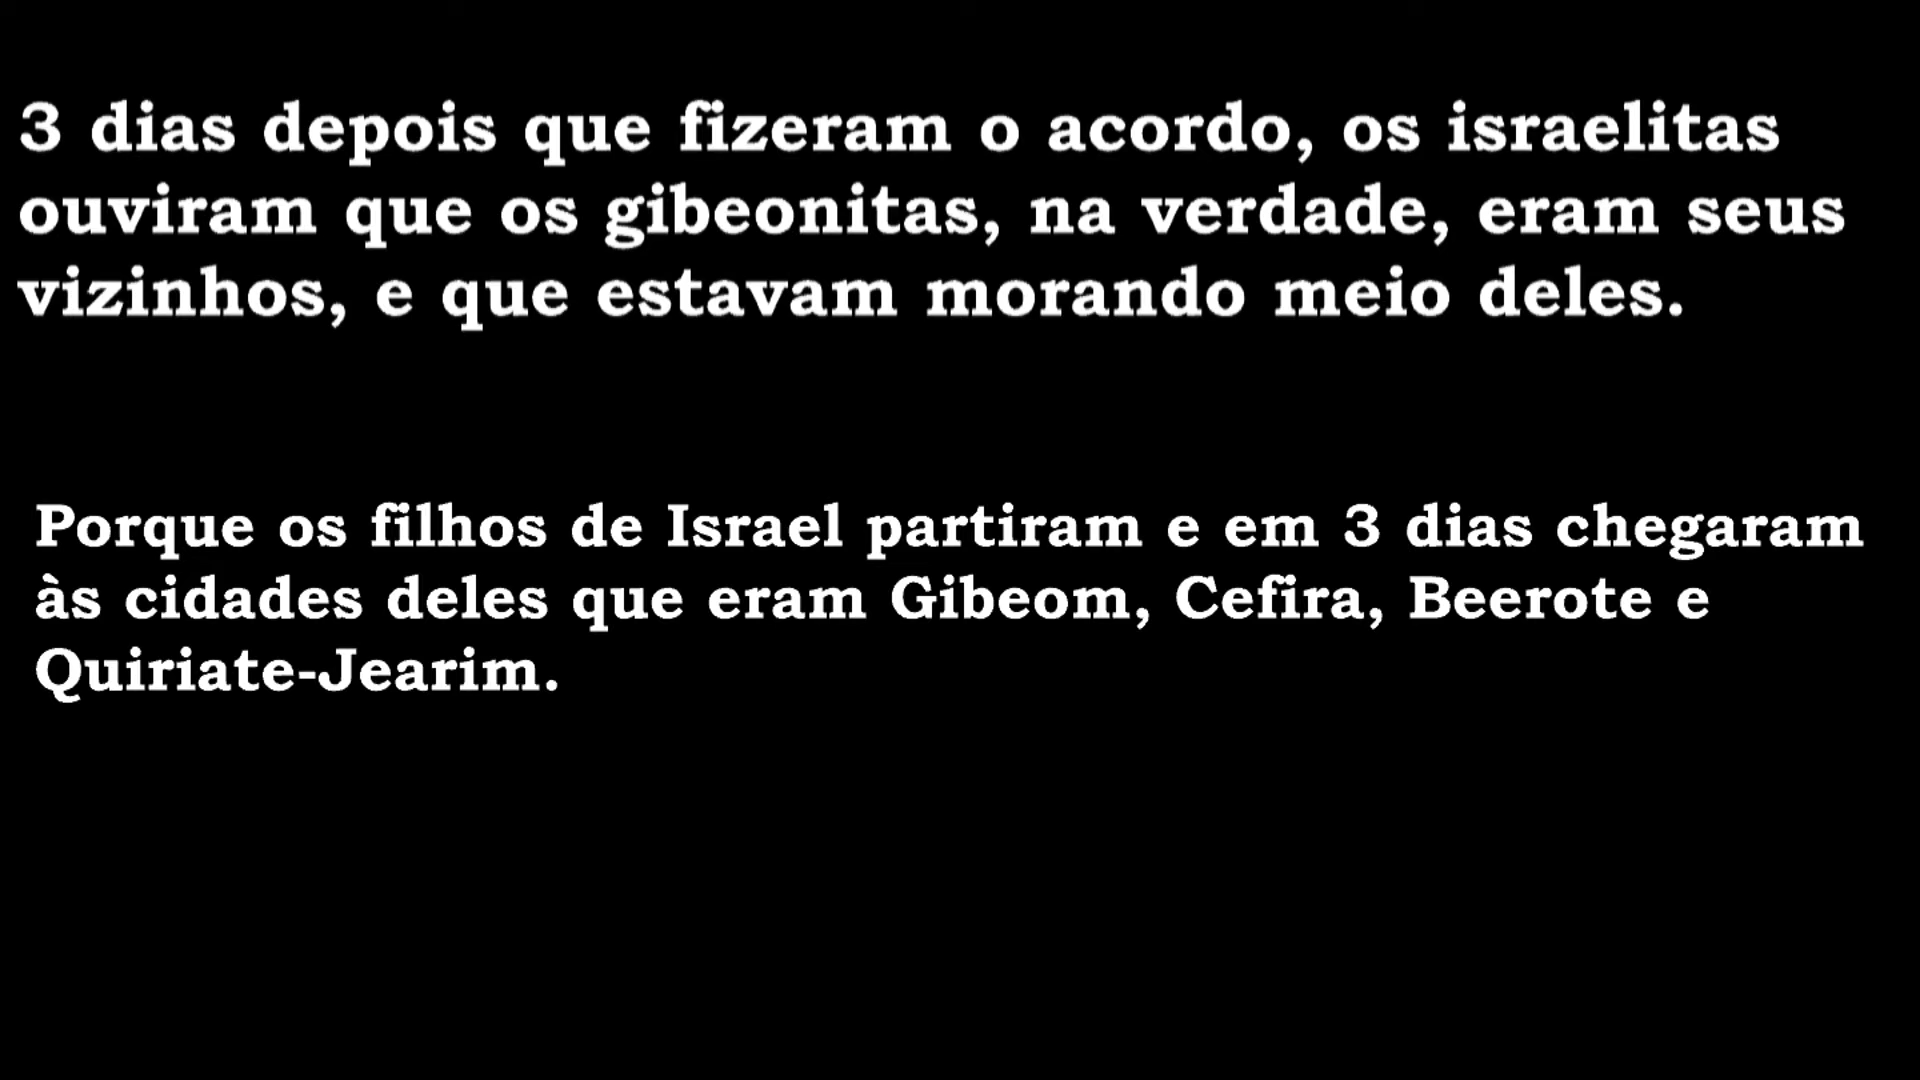 3 dias depois que fizeram o acordo, os israelitas
ouviram que os gibeonitas, na verdade, eram seus
vizinhos, e que estavam morando meio deles.
Porque os filhos de Israel partiram e em 3 dias chegaram
às cidades deles que eram Gibeom, Cefira, Beerote e
Quiriate-Jearim.